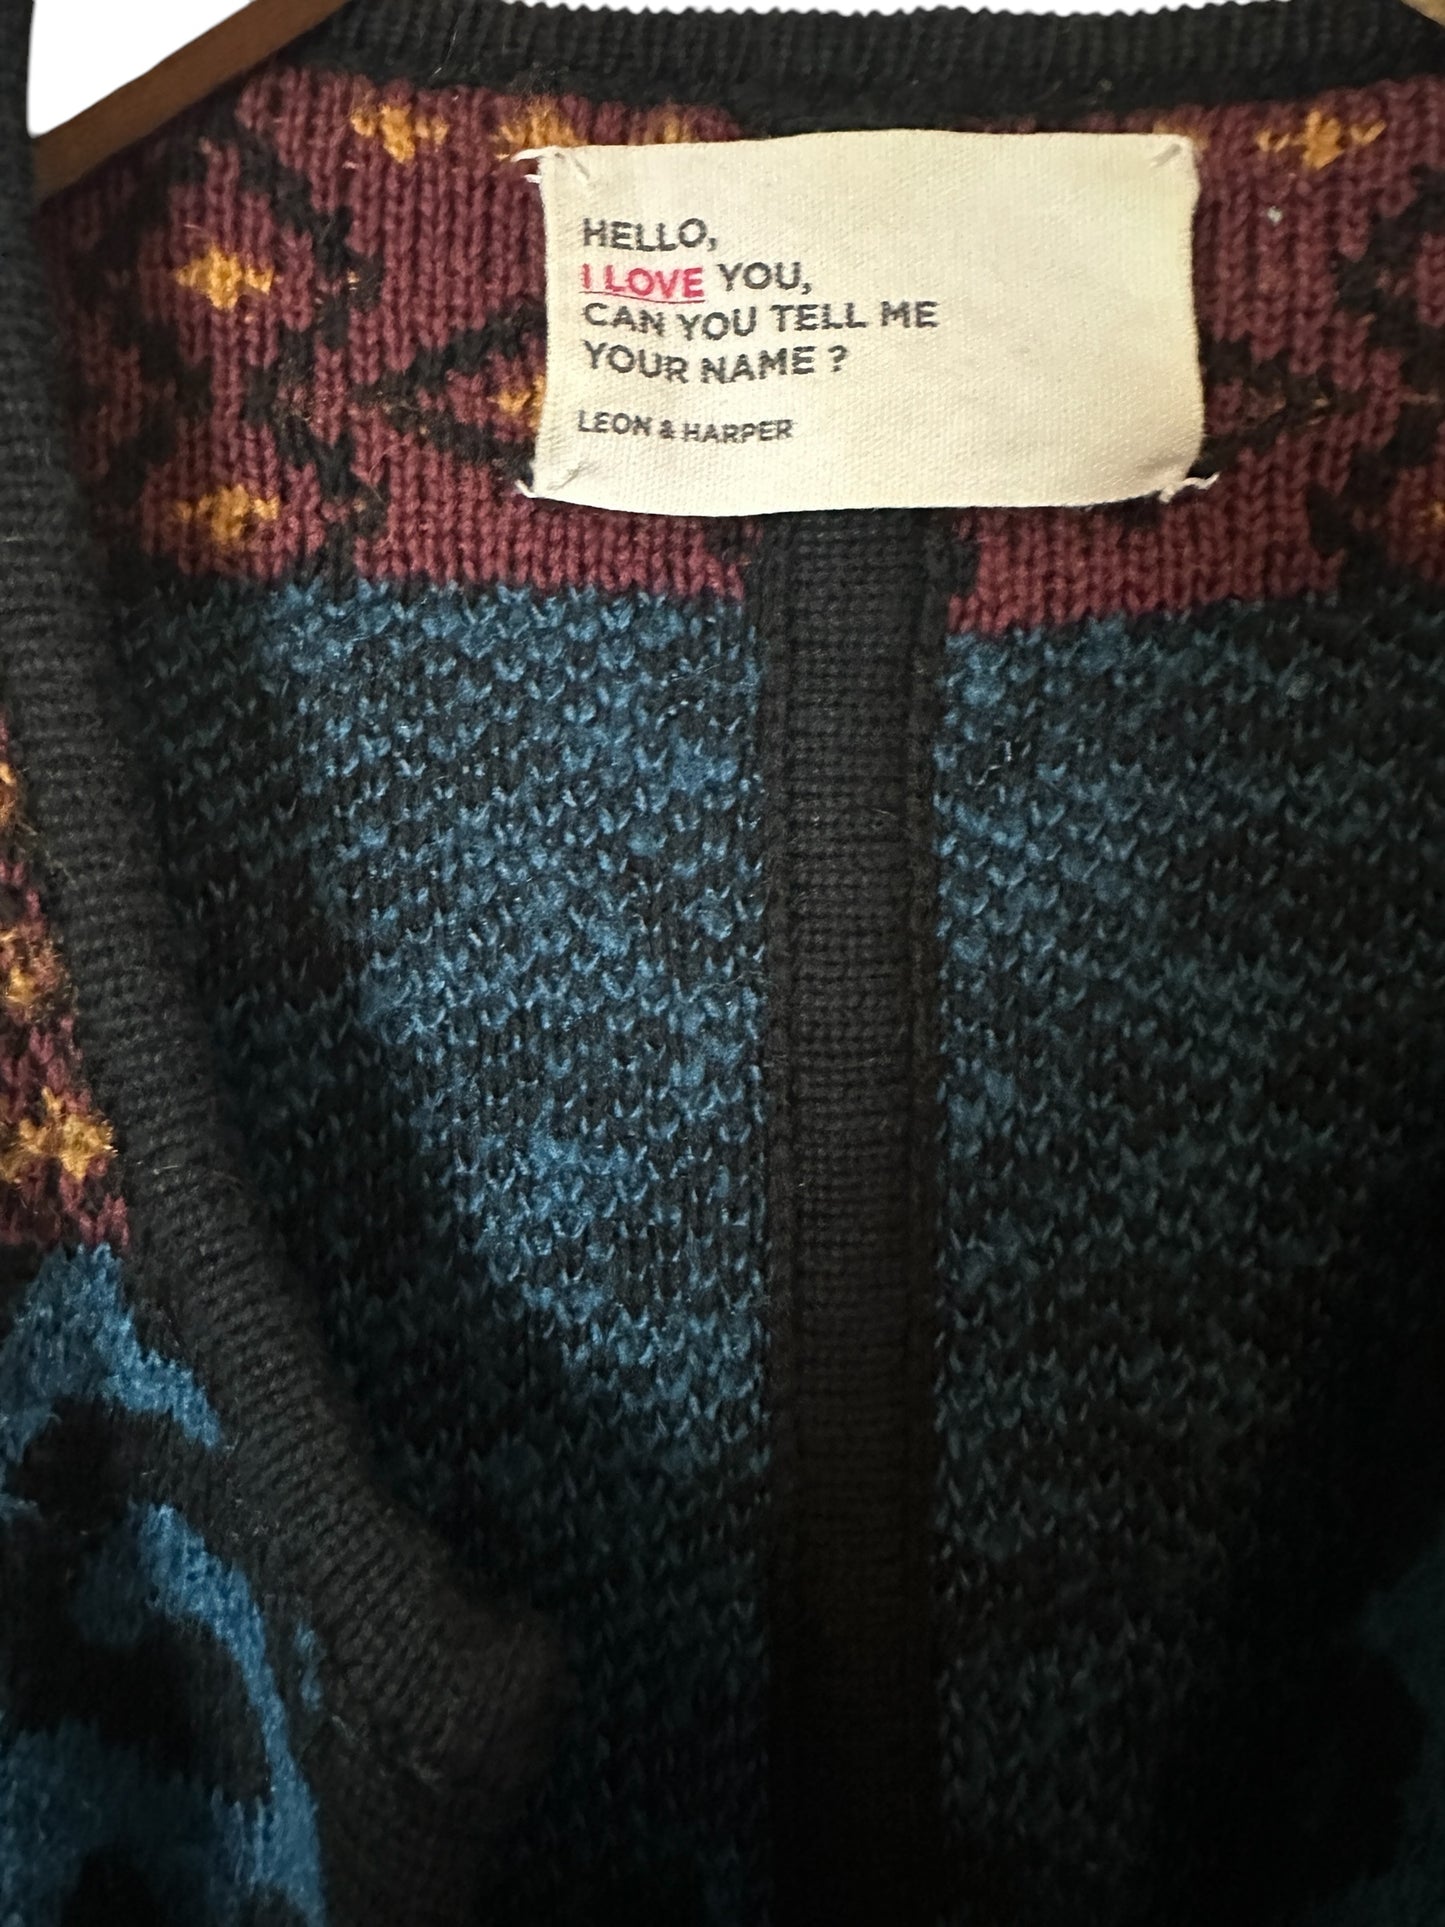 HELLO,
I LOVE YOU,
CAN YOU TELL ME
YOUR NAME ?
LEON & HARPER